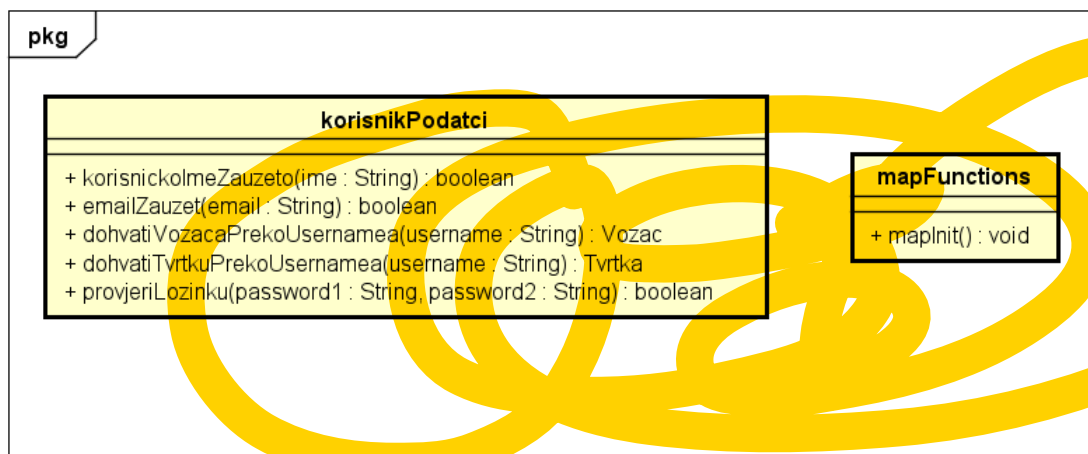 pkg
korisnikPodatci
+ korisnickoImeZauzeto(ime : String) : boolean
+ emailZauzet(email : String) : boolean
+ dohvatiVozacaPrekoUsernamea(username : String) : Vozac
+ dohvatiTvrtkuPrekoUsernamea(username : String) : Tvrtka
+ provjeriLozinku(password1 : String, password2 : String) : boolean
mapFunctions
+ mapInit() : void